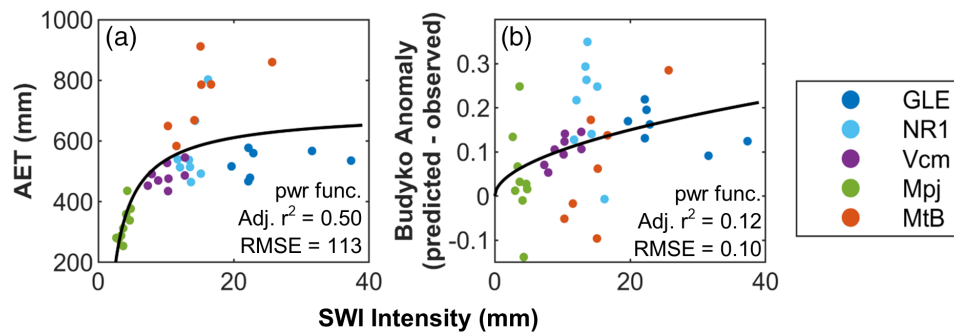 (a)
1000
800
600
400
200
AET (mm)
0
20
40
pwr func.
Adj. r² = 0.50
RMSE = 113
(b)
0.3
0.2
0.1
0
-0.1
Budyko Anomaly
(predicted - observed)
0
20
40
pwr func.
Adj. r² = 0.12
RMSE = 0.10
SWI Intensity (mm)
GLE
NR1
Vcm
Mpj
MtB